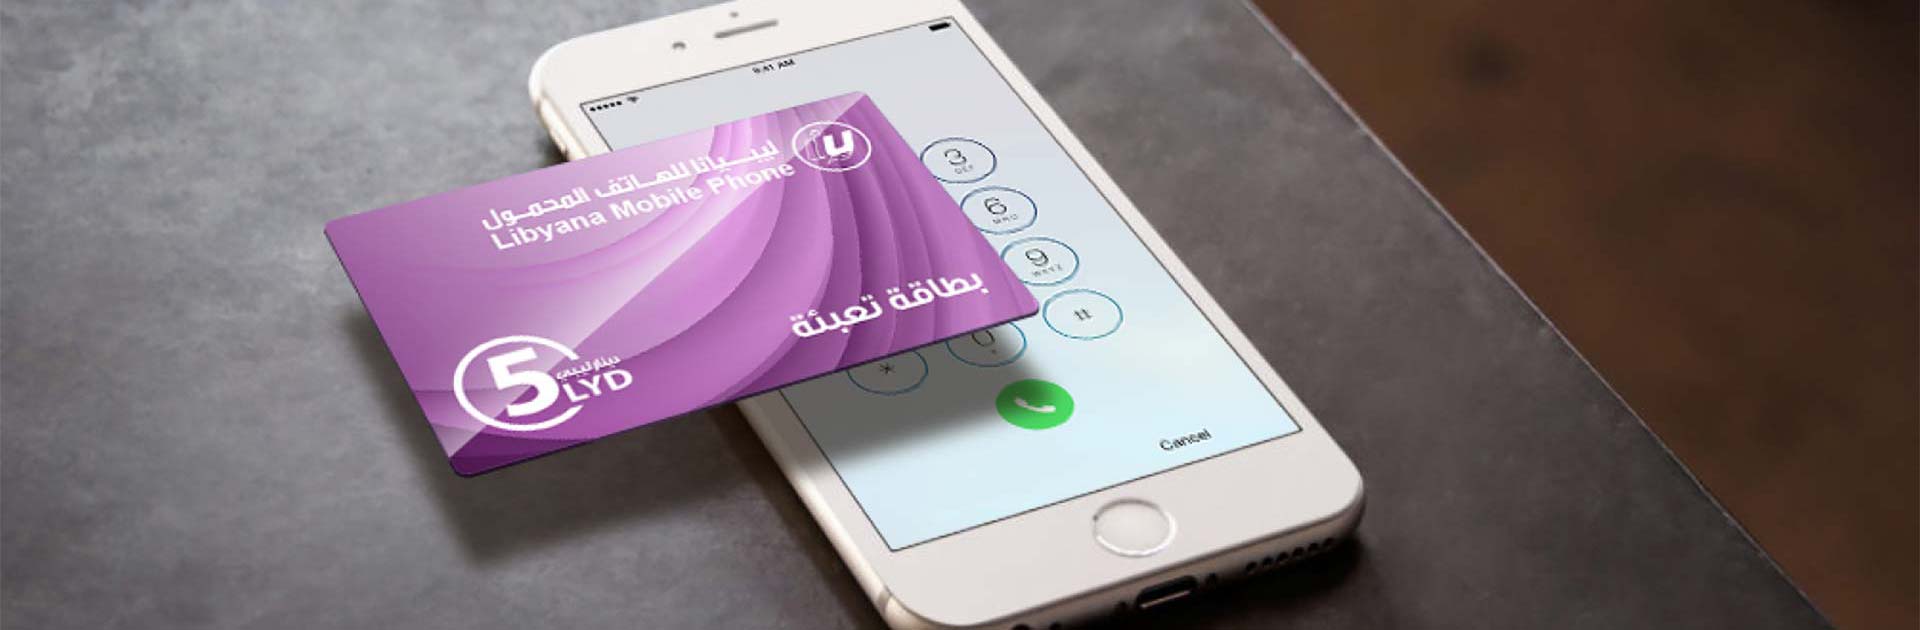 9:41 AM
ليبيانا للهاتف المحمول
Libyana Mobile Phone
بطاقة تعبئة
5
دينار ليبي
LYD
3
DEF
6
MNO
9
WXYZ
*
0
+
#
Cancel